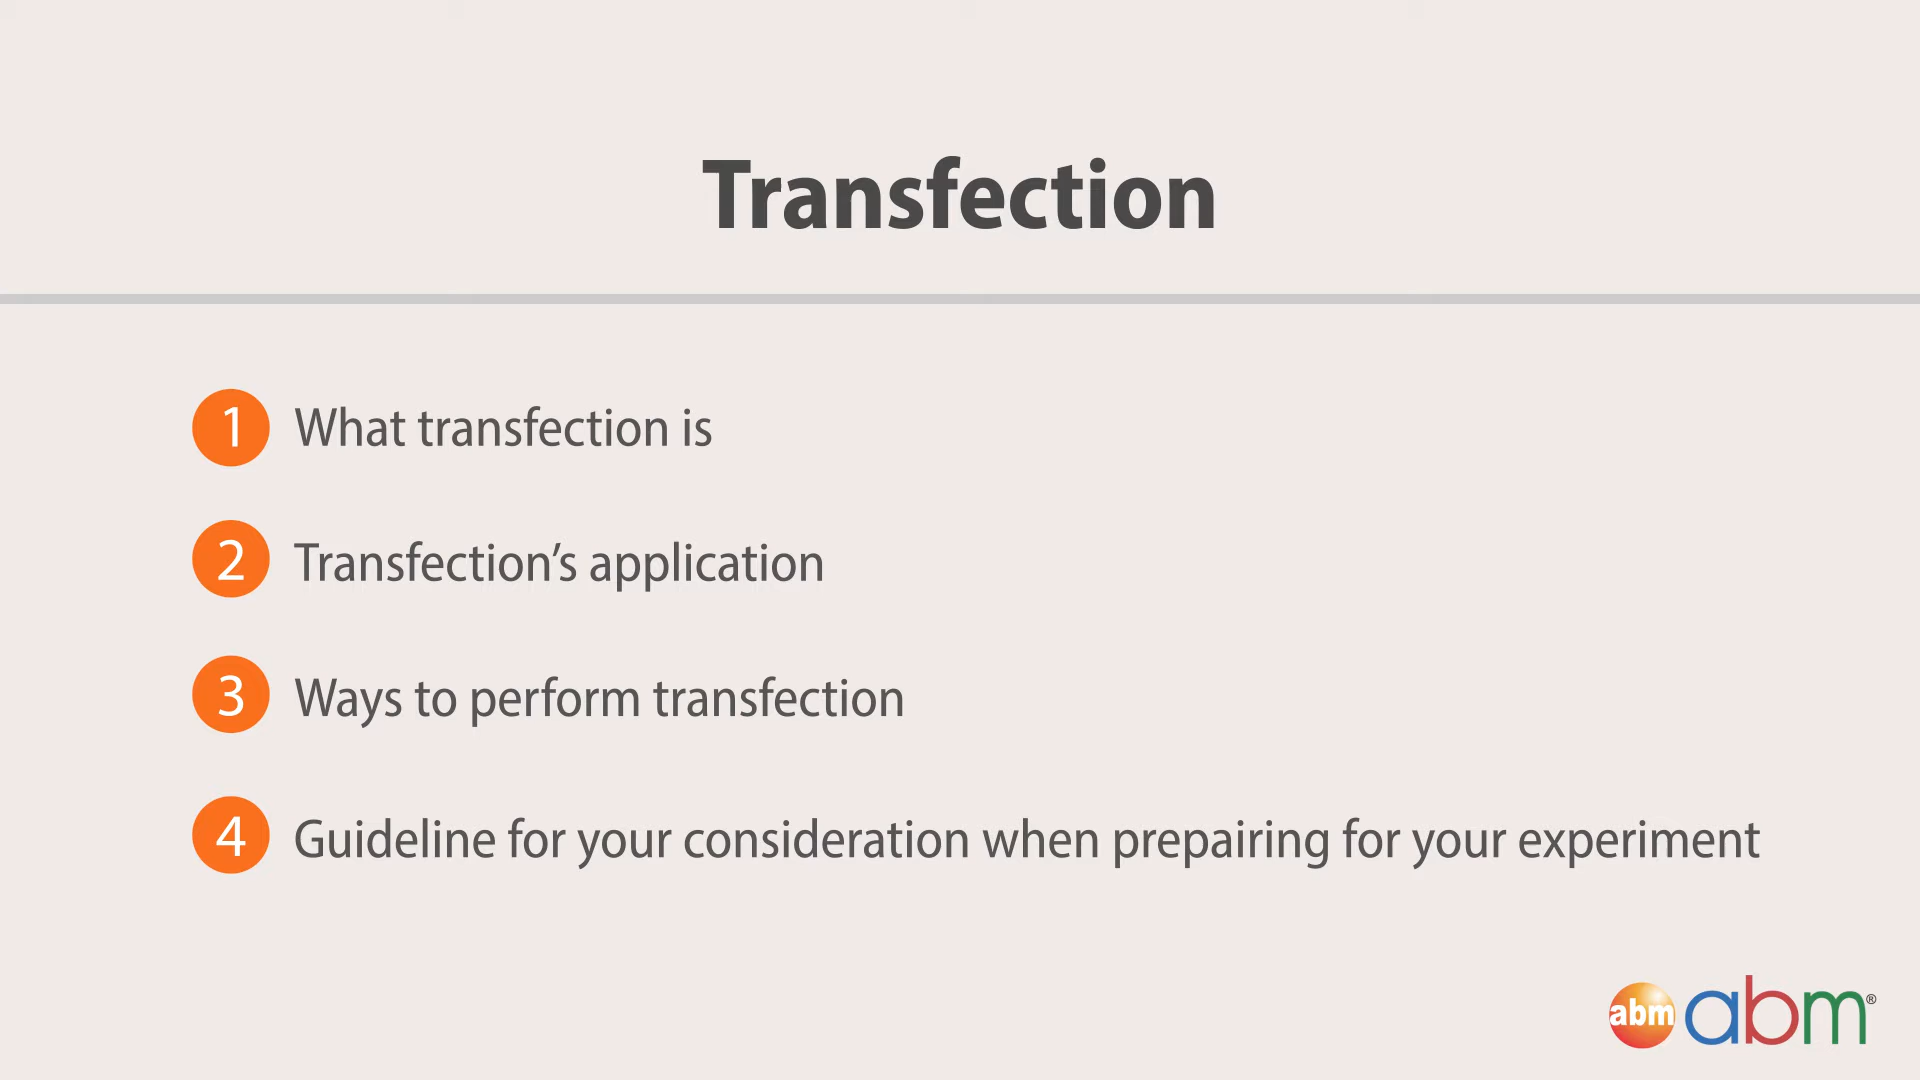 Transfection
1 What transfection is
2 Transfection’s application
3 Ways to perform transfection
4 Guideline for your consideration when prepairing for your experiment
abm abm®